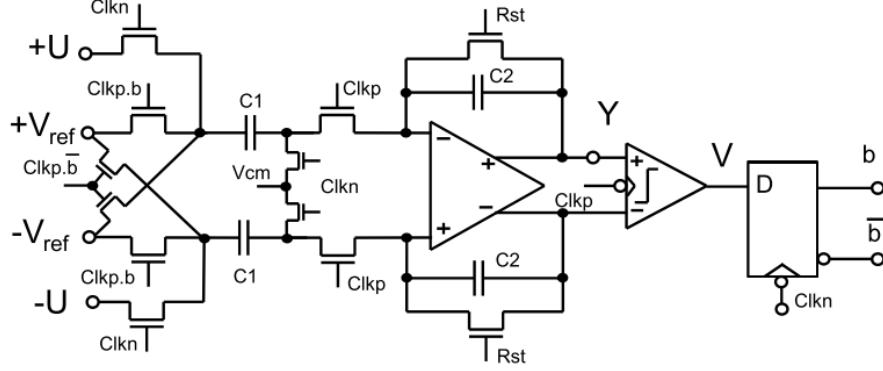 Clkn
+U
Rst
Clkp.b
C1
Clkp
C2
Y
+Vref
Clkp.b̅
Vcm
Clkn
−
+
+
−
+
−
Clkp
V
D
b
b̅
-Vref
Clkp.b
C1
Clkp
C2
Clkn
-U
Clkn
Rst